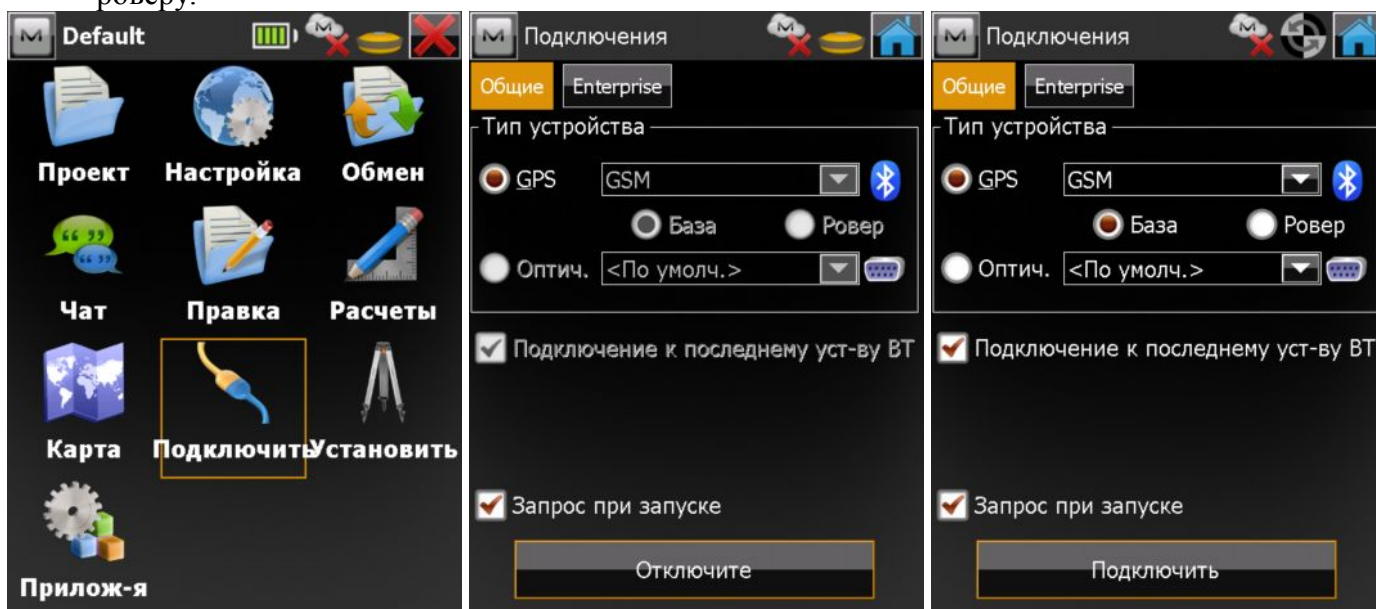 роверу.
Default
Проект Настройка Обмен
Чат Правка Расчеты
Карта Подключить Установить
Прилож-я
Подключения
Общие Enterprise
Тип устройства
GPS GSM
База Ровер
Оптич. <По умолч.>
Подключение к последнему уст-ву BT
Запрос при запуске
Отключите
Подключения
Общие Enterprise
Тип устройства
GPS GSM
База Ровер
Оптич. <По умолч.>
Подключение к последнему уст-ву BT
Запрос при запуске
Подключить